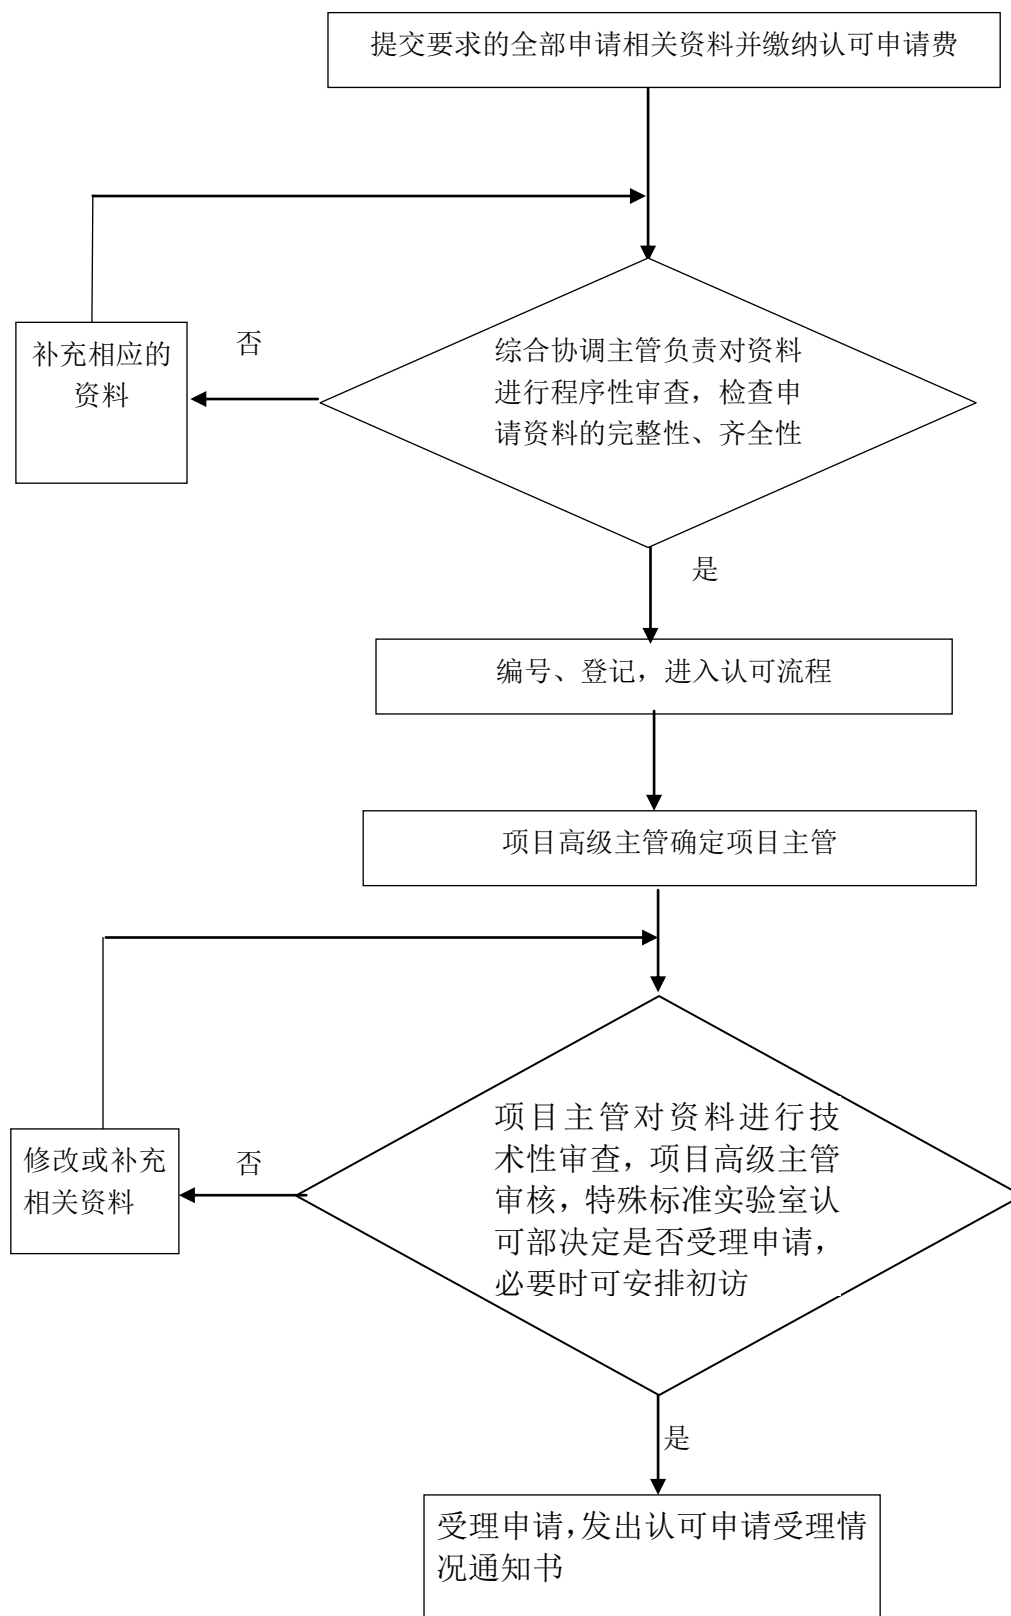 提交要求的全部申请相关资料并缴纳认可申请费
否
补充相应的
资料
综合协调主管负责对资料
进行程序性审查，检查申
请资料的完整性、齐全性
是
编号、登记，进入认可流程
项目高级主管确定项目主管
否
修改或补充
相关资料
项目主管对资料进行技
术性审查，项目高级主管
审核，特殊标准实验室认
可部决定是否受理申请，
必要时可安排初访
是
受理申请，发出认可申请受理情
况通知书